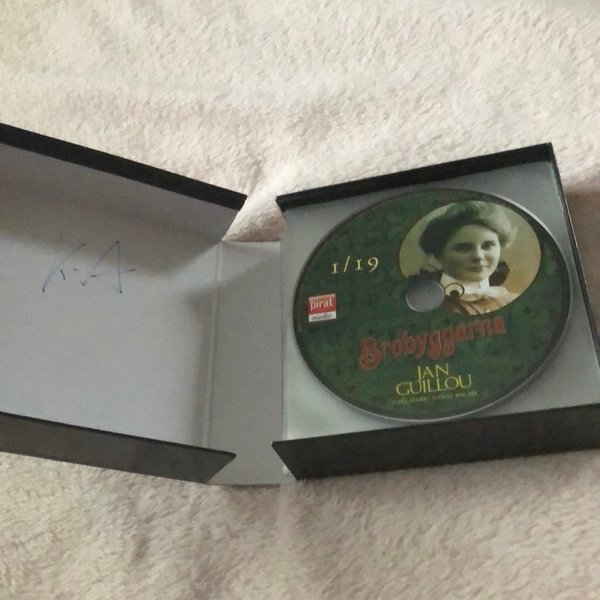 K.A
1/19
pirat
audio
Brobyggarna
JAN
GUILLOU